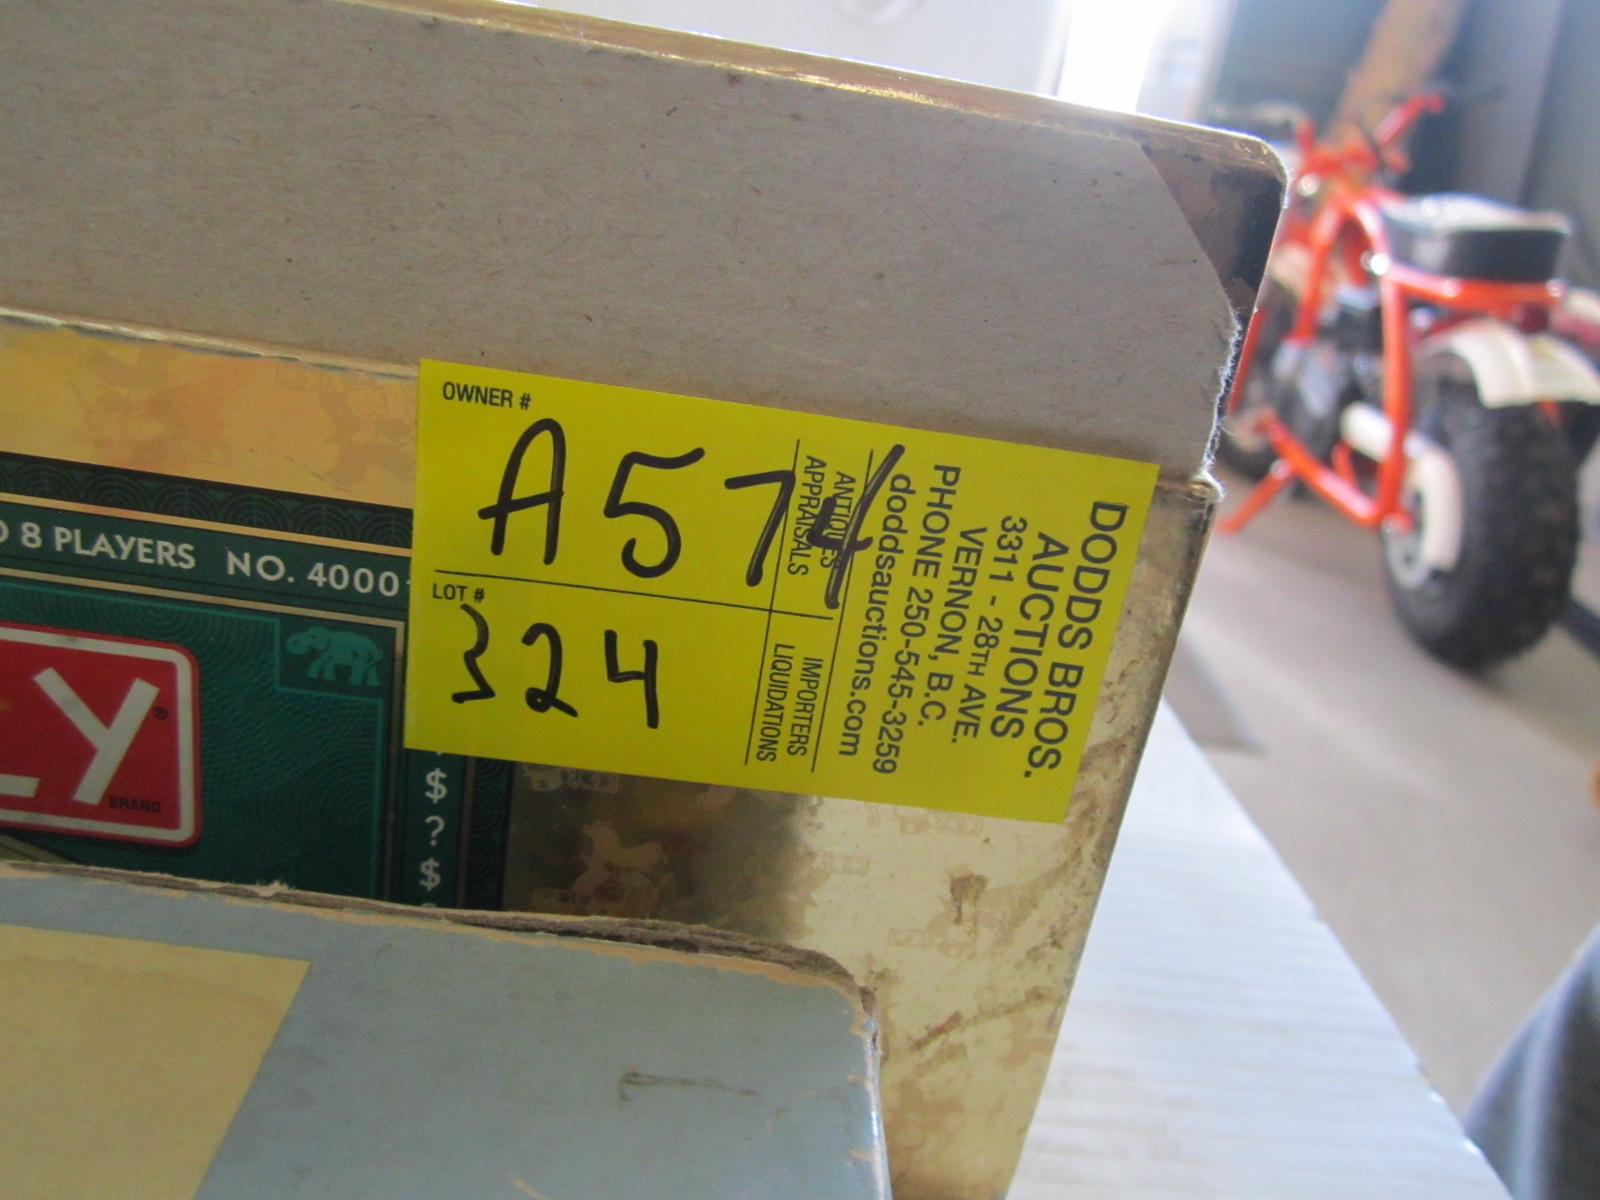 OWNER #
A574
LOT #
324
ANTIQUES
APPRAISALS
IMPORTERS
LIQUIDATIONS
DODDS BROS.
AUCTIONS
3311 - 28TH AVE.
VERNON, B.C.
PHONE 250-545-3259
doddsauctions.com
8 PLAYERS NO. 4000
LY®
BRAND
$
?
$